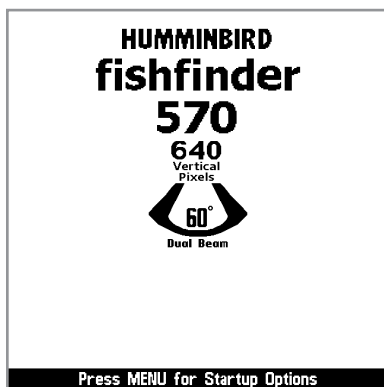 HUMMINBIRD
fishfinder
570
640
Vertical
Pixels
60°
Dual Beam
Press MENU for Startup Options